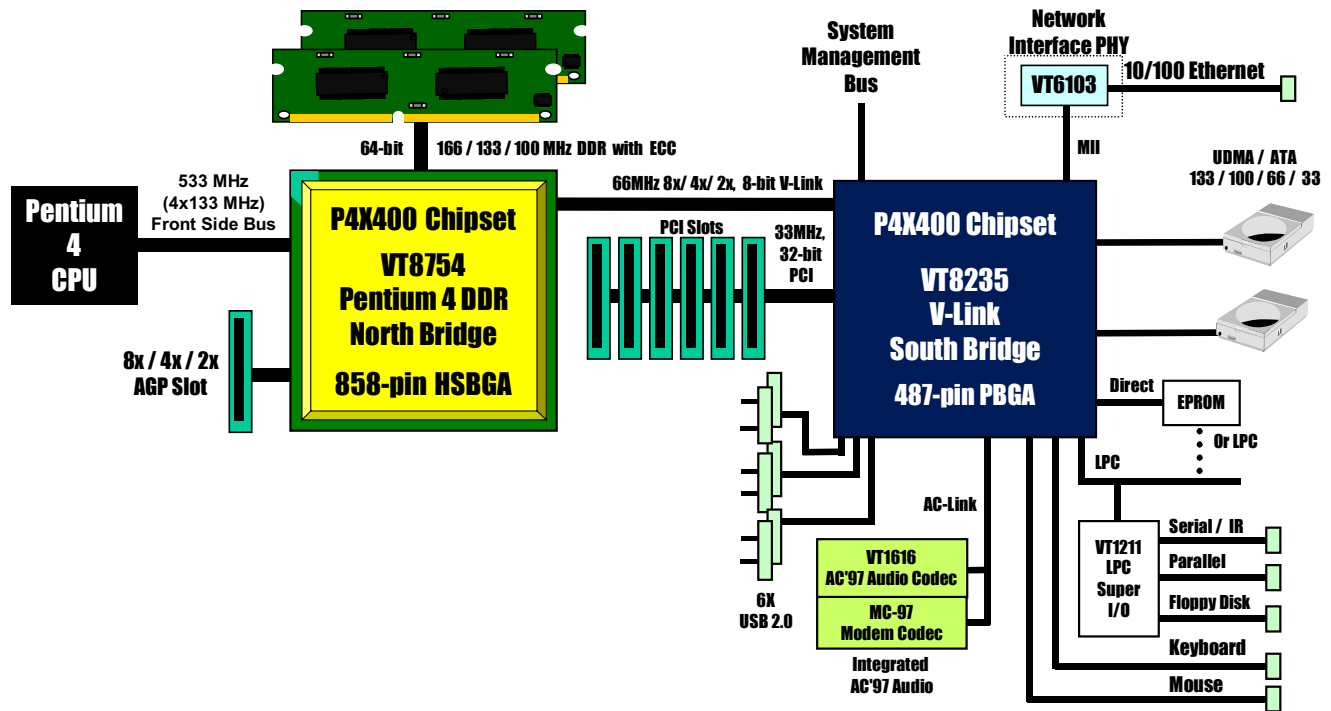 System
Management
Bus
Network
Interface PHY
VT6103
10/100 Ethernet
MII
64-bit
166 / 133 / 100 MHz DDR with ECC
UDMA / ATA
133 / 100 / 66 / 33
533 MHz
(4x133 MHz)
Front Side Bus
66MHz 8x/ 4x/ 2x, 8-bit V-Link
Pentium
4
CPU
P4X400 Chipset
VT8754
Pentium 4 DDR
North Bridge
858-pin HSBGA
PCI Slots
33MHz,
32-bit
PCI
P4X400 Chipset
VT8235
V-Link
South Bridge
487-pin PBGA
8x / 4x / 2x
AGP Slot
Direct
EPROM
Or LPC
LPC
AC-Link
VT1616
AC'97 Audio Codec
MC-97
Modem Codec
Integrated
AC'97 Audio
6X
USB 2.0
VT1211
LPC
Super
I/O
Serial / IR
Parallel
Floppy Disk
Keyboard
Mouse